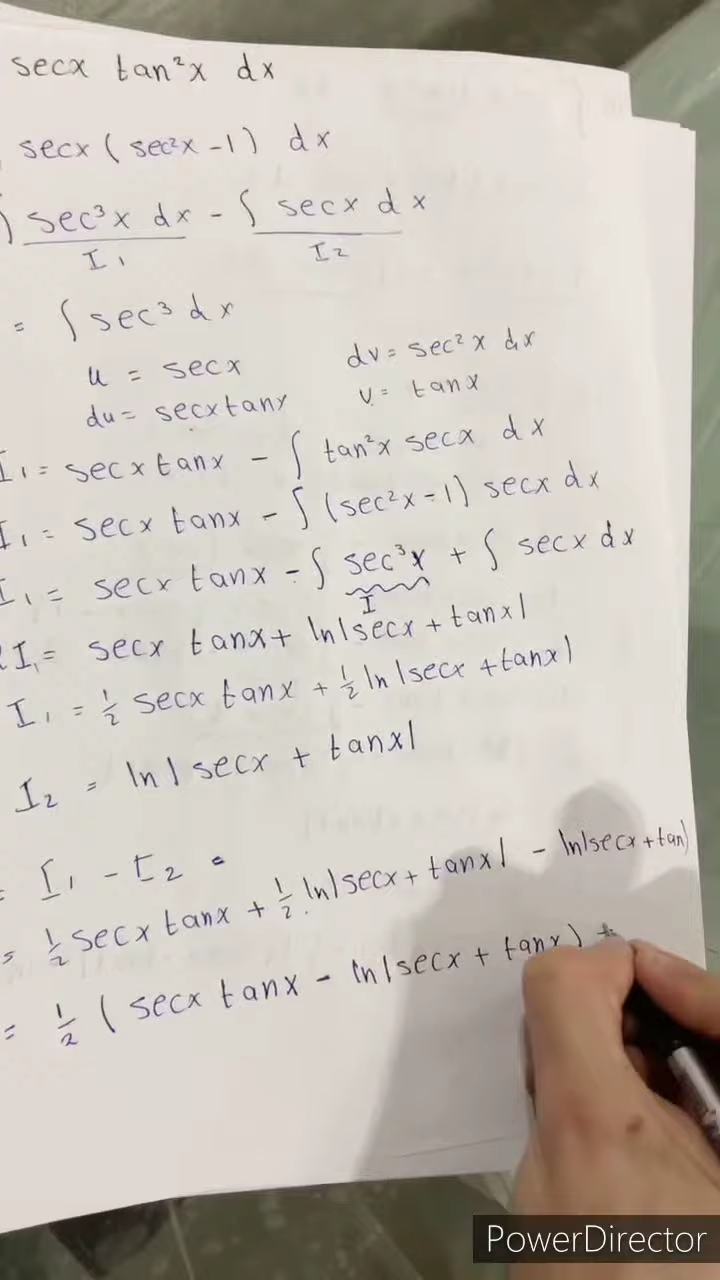 secx tan²x dx
secx ( sec²x -1) dx
∫ sec³x dx - ∫ secx dx
I₁ I₂
= ∫ sec³ dx
u = secx dv = sec²x dx
du = secxtanx v = tanx
I₁ = secx tanx - ∫ tan²x secx dx
I₁ = secx tanx - ∫ (sec²x -1) secx dx
I₁ = secx tanx - ∫ sec³x + ∫ secx dx
I
2I₁ = secx tanx + ln|secx + tanx|
I₁ = ½ secx tanx + ½ ln|secx + tanx|
I₂ = ln|secx + tanx|
= I₁ - I₂ =
= ½ secx tanx + ½ ln|secx + tanx| - ln|secx + tan|
= ½ ( secx tanx - ln|secx + tanx) +
PowerDirector